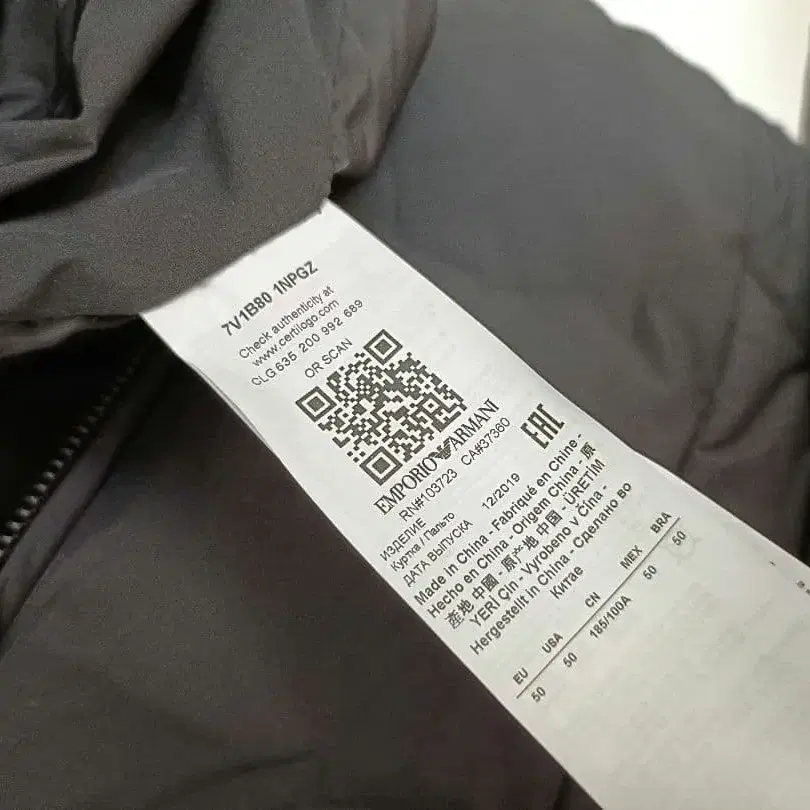 7V1B80 1NPGZ
Check authenticity at
www.certilogo.com
CLG 635 200 992 689
OR SCAN
EMPORIO ARMANI
RN#103723 CA#37360
EAC
ИЗДЕЛИЕ
Куртка / Пальто
ДАТА ВЫПУСКА 12/2019
Made in China - Fabriqué en Chine -
Hecho en China - Origem China - 原
産地 中國 - 原产地 中国 - ÜRETİM
YERİ Çin - Vyrobeno v Čína -
Hergestellt in China - Сделано во
Китае
EU USA CN MEX BRA
50 50 185/100A 50 50